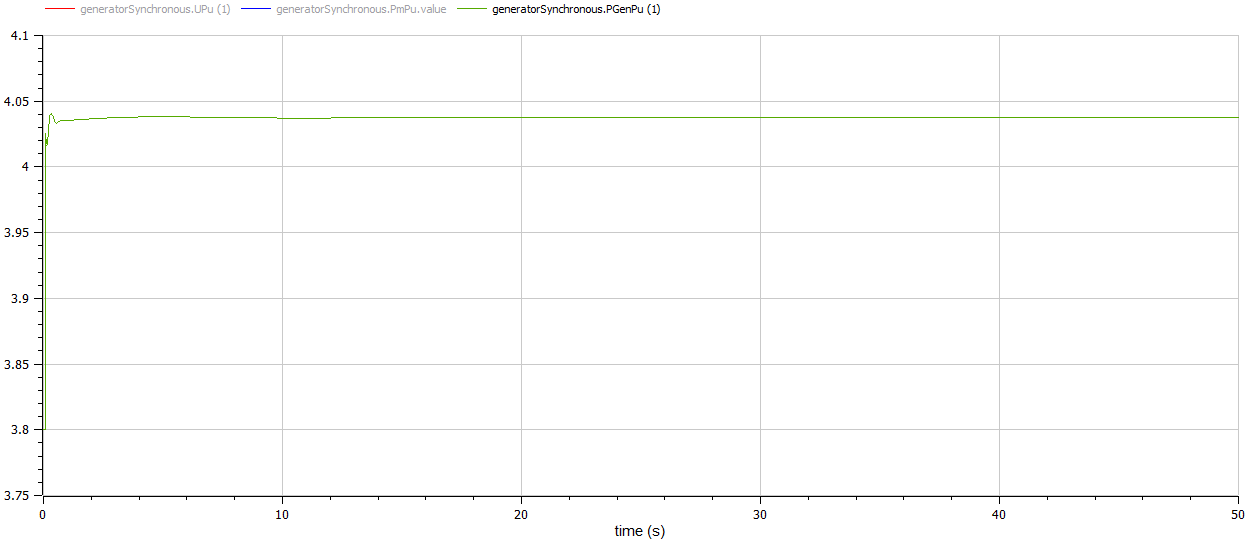 generatorSynchronous.UPu (1) generatorSynchronous.PmPu.value generatorSynchronous.PGenPu (1)
4.1
4.05
4
3.95
3.9
3.85
3.8
3.75
0 10 20 30 40 50
time (s)